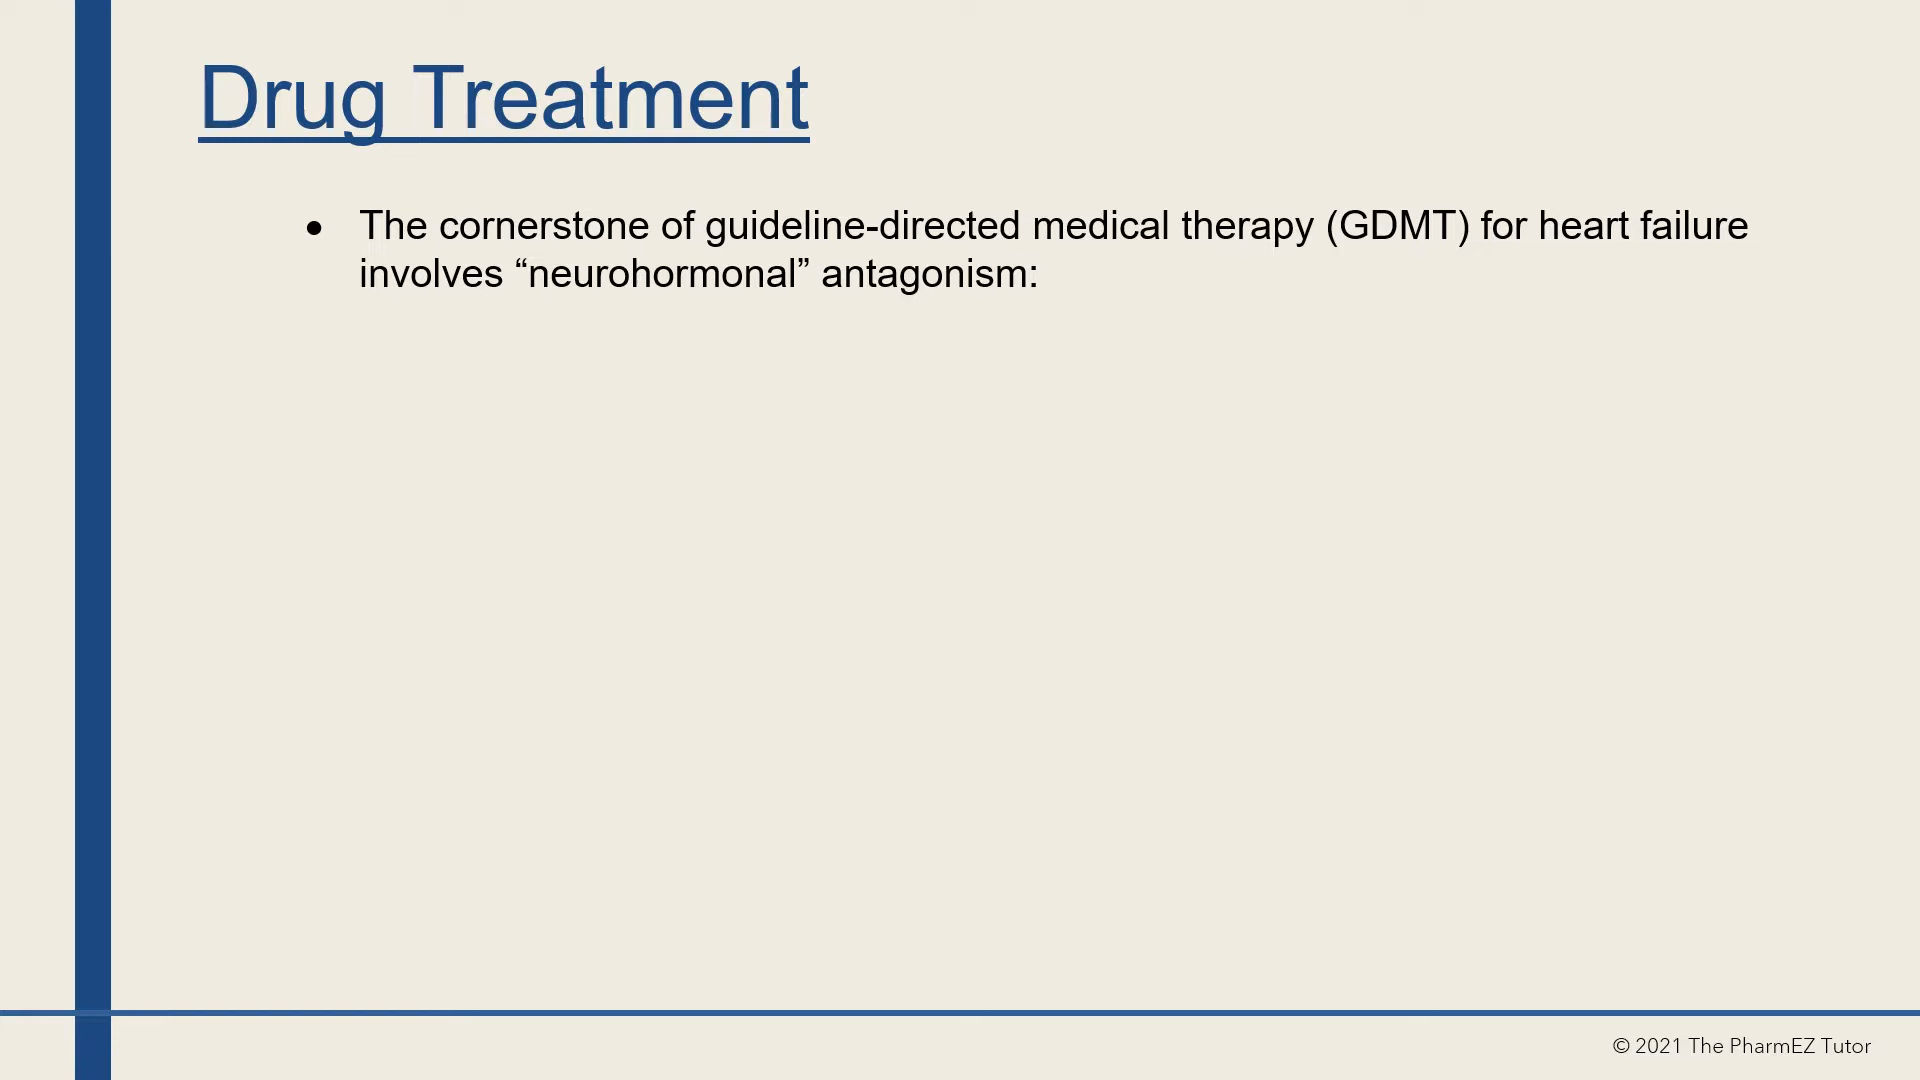 Drug Treatment
● The cornerstone of guideline-directed medical therapy (GDMT) for heart failure
involves “neurohormonal” antagonism:
© 2021 The PharmEZ Tutor